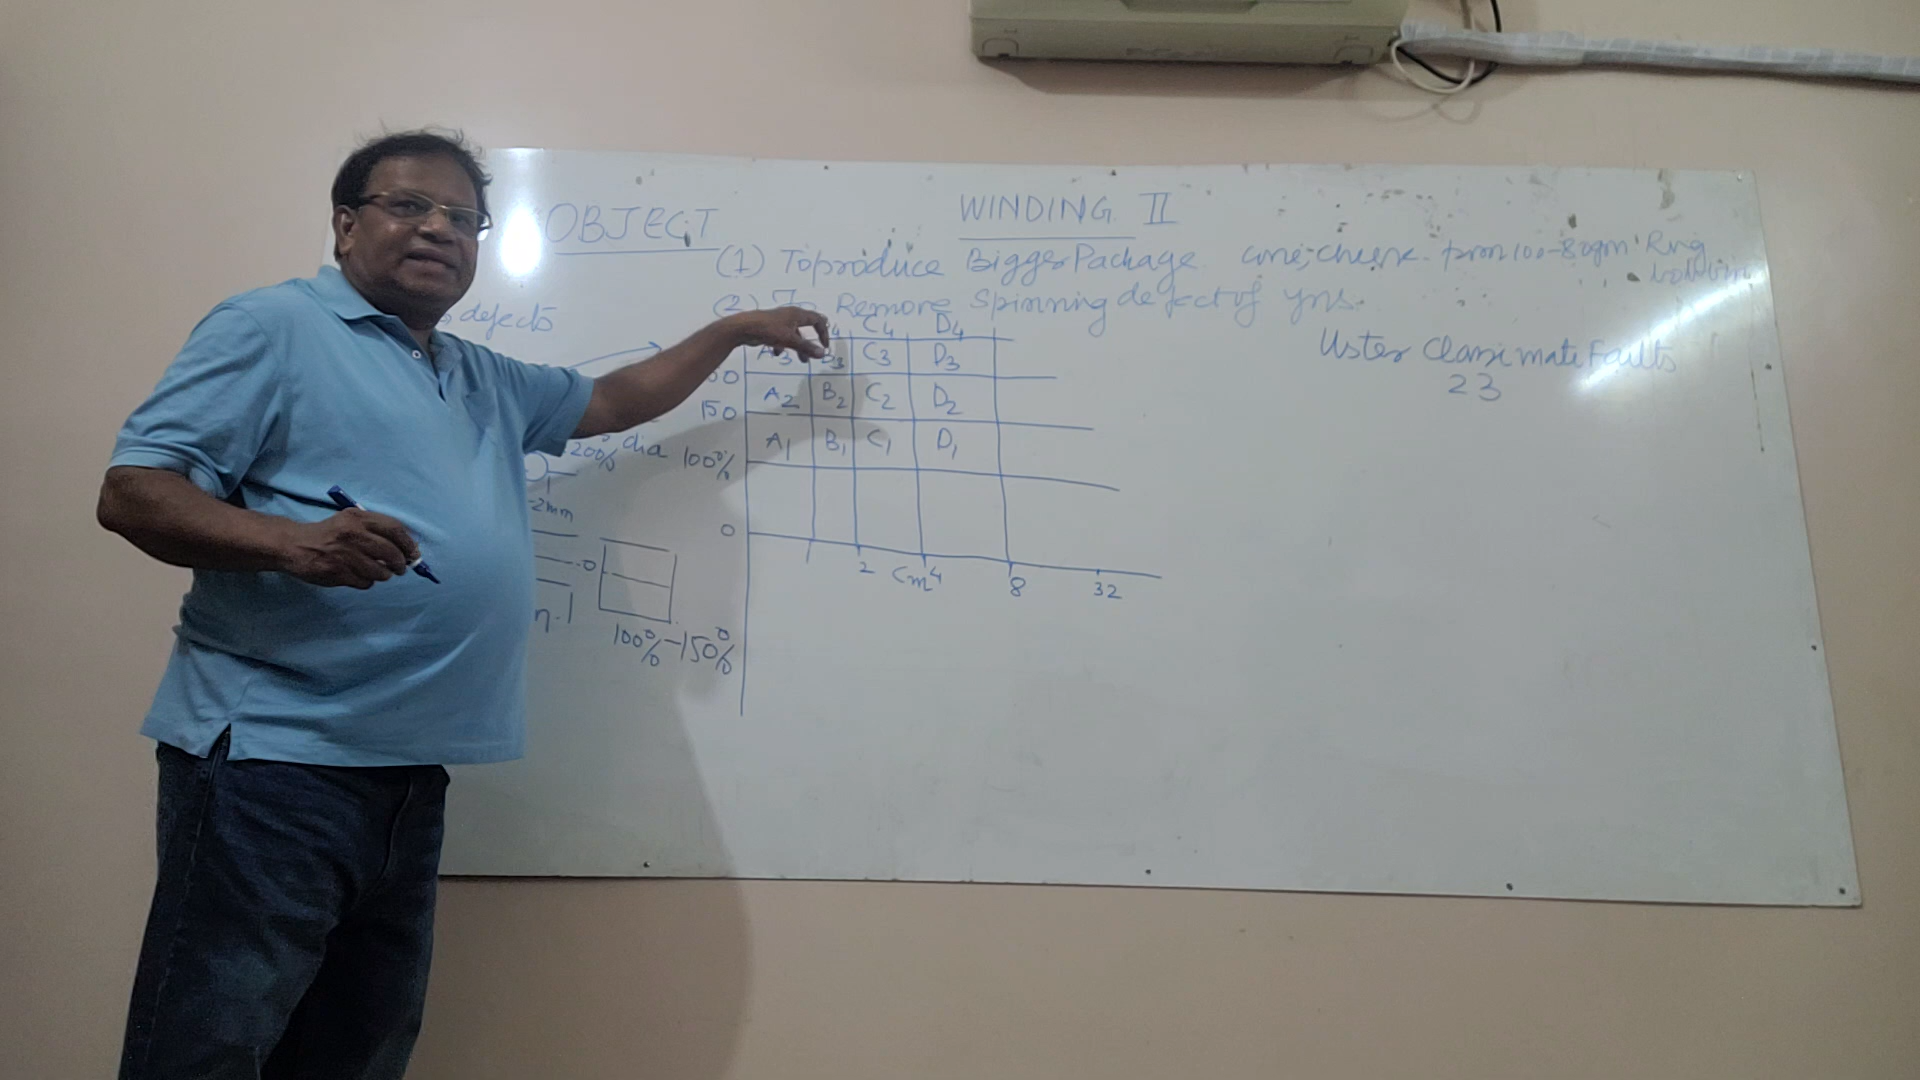 WINDING II
OBJECT
(1) To produce Bigger Package cone, cheese from 100-80gm Ring
(2) To Remove Spinning defect of yns.
defects
Uster Classimate Faults
23
B4 C4 D4
A3 B3 C3 D3
A2 B2 C2 D2
150
A1 B1 C1 D1
100%
200% dia
-2mm
0
0
2 Cm 4 8 32
100% - 150%